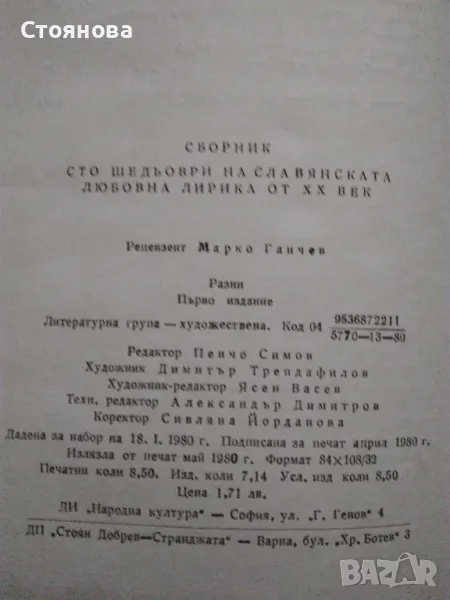 Стоянова
СБОРНИК
СТО ШЕДЬОВРИ НА СЛАВЯНСКАТА
ЛЮБОВНА ЛИРИКА ОТ XX ВЕК
Рецензент Марко Ганчев
Разни
Първо издание
Литературна група — художествена. Код 04 9536872211
5770—13—80
Редактор Пенчо Симов
Художник Димитър Трендафилов
Художник-редактор Ясен Васев
Техн. редактор Александър Димитров
Коректор Сивляна Йорданова
Дадена за набор на 18. I. 1980 г. Подписана за печат април 1980 г.
Излязла от печат май 1980 г. Формат 84×108/32
Печатни коли 8,50. Изд. коли 7,14 Усл. изд. коли 8,50
Цена 1,71 лв.
ДИ „Народна култура" — София, ул. „Г. Генов" 4
ДП „Стоян Добрев—Странджата" — Варна, бул. „Хр. Ботев" 3
BAZAR.bg